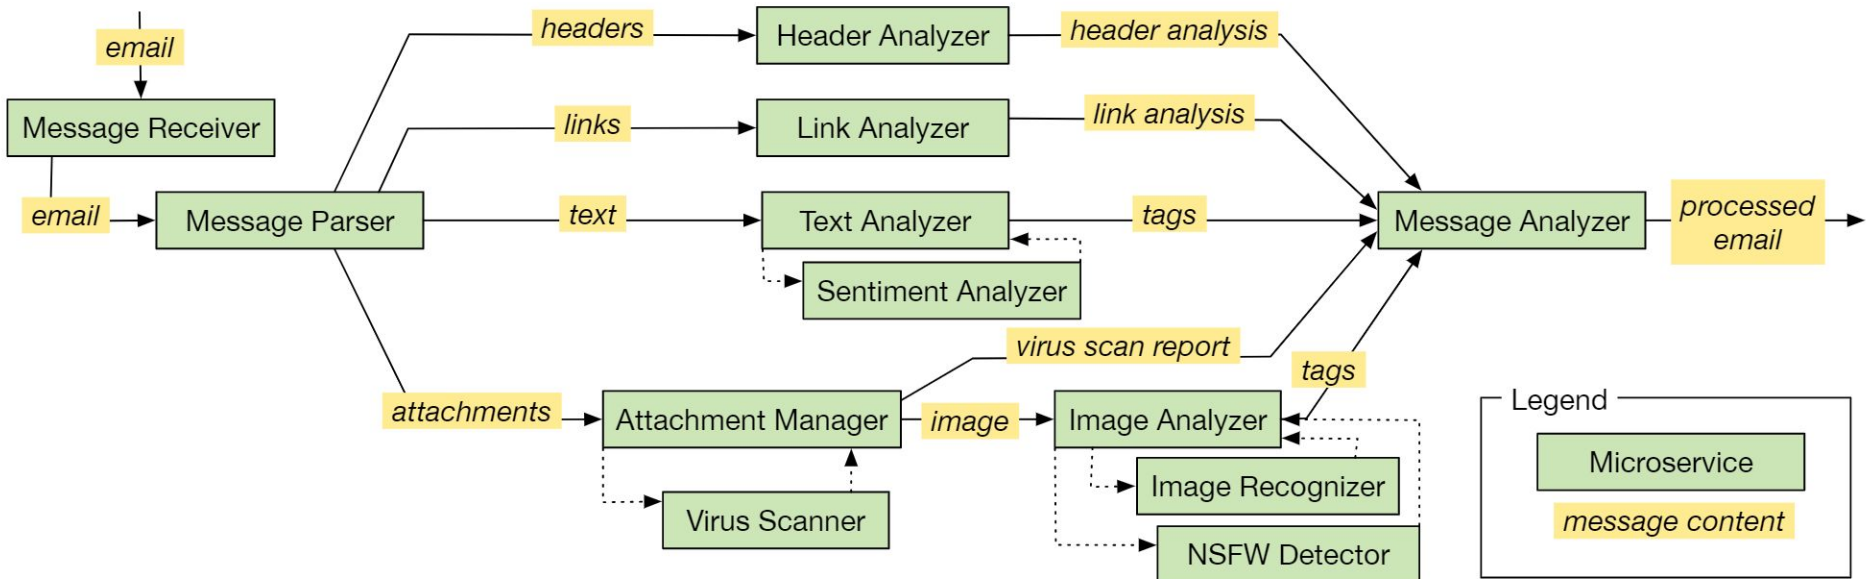 email
Message Receiver
email
Message Parser
headers
Header Analyzer
header analysis
links
Link Analyzer
link analysis
text
Text Analyzer
tags
Sentiment Analyzer
Message Analyzer
processed
email
virus scan report
tags
attachments
Attachment Manager
image
Image Analyzer
Virus Scanner
Image Recognizer
NSFW Detector
Legend
Microservice
message content